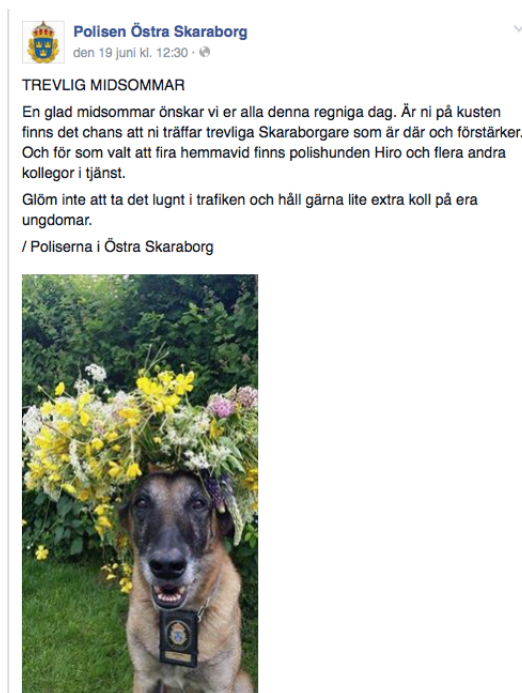 Polisen Östra Skaraborg
den 19 juni kl. 12:30 ·
TREVLIG MIDSOMMAR
En glad midsommar önskar vi er alla denna regniga dag. Är ni på kusten
finns det chans att ni träffar trevliga Skaraborgare som är där och förstärker.
Och för som valt att fira hemmavid finns polishunden Hiro och flera andra
kollegor i tjänst.
Glöm inte att ta det lugnt i trafiken och håll gärna lite extra koll på era
ungdomar.
/ Poliserna i Östra Skaraborg